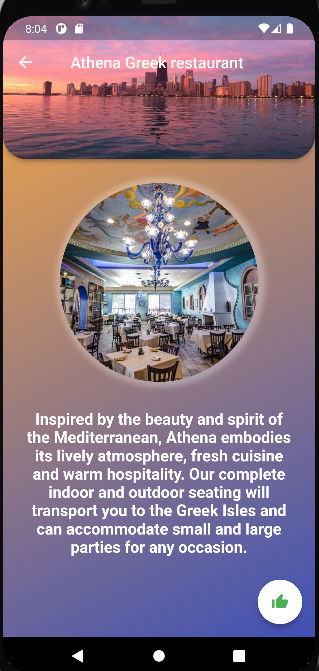 8:04
Athena Greek restaurant
Inspired by the beauty and spirit of
the Mediterranean, Athena embodies
its lively atmosphere, fresh cuisine
and warm hospitality. Our complete
indoor and outdoor seating will
transport you to the Greek Isles and
can accommodate small and large
parties for any occasion.